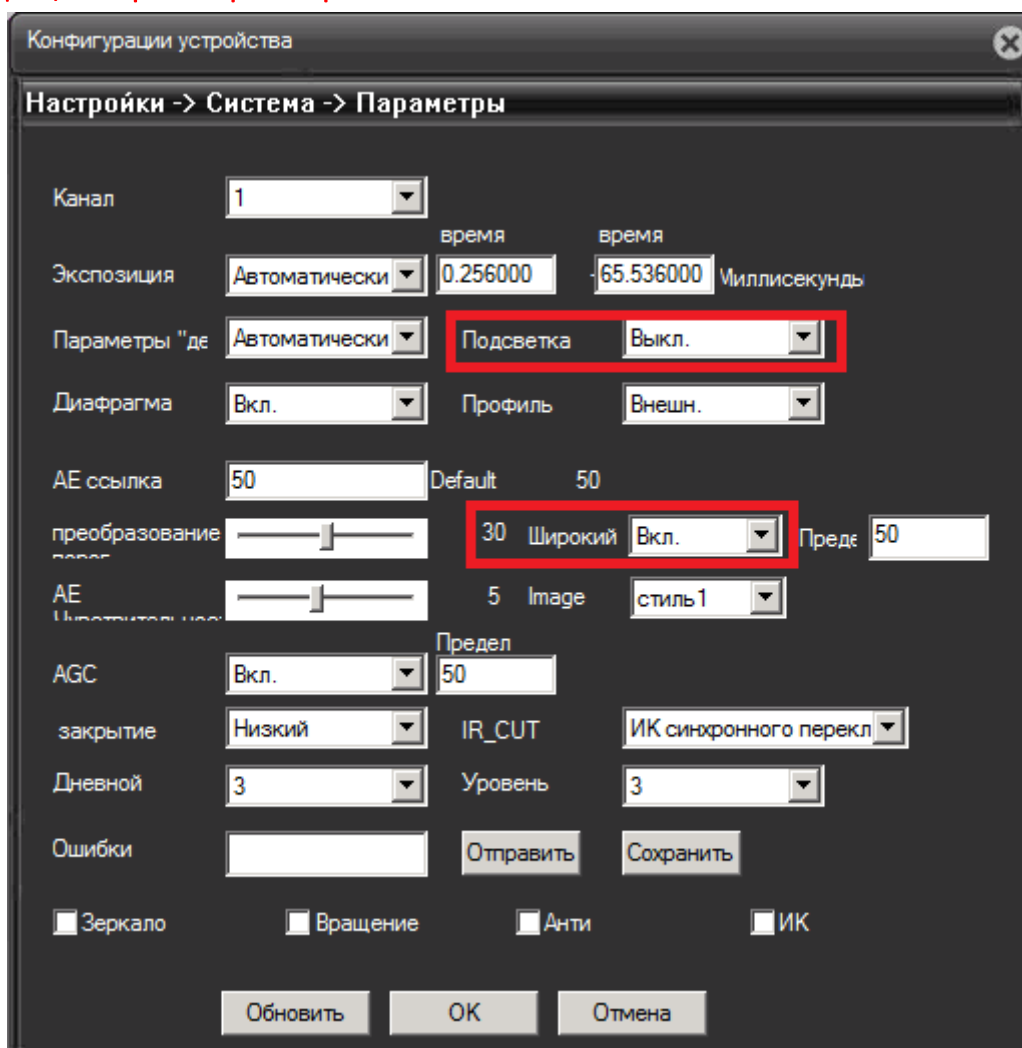 Конфигурации устройства
Настройки -> Система -> Параметры
Канал 1
время время
Экспозиция Автоматически 0.256000 - 65.536000 Миллисекунды
Параметры "де Автоматически Подсветка Выкл.
Диафрагма Вкл. Профиль Внешн.
АЕ ссылка 50 Default 50
преобразование 30 Широкий Вкл. Преде 50
АЕ 5 Image стиль1
Предел
AGC Вкл. 50
закрытие Низкий IR_CUT ИК синхронного перекл
Дневной 3 Уровень 3
Ошибки Отправить Сохранить
Зеркало Вращение Анти ИК
Обновить OK Отмена